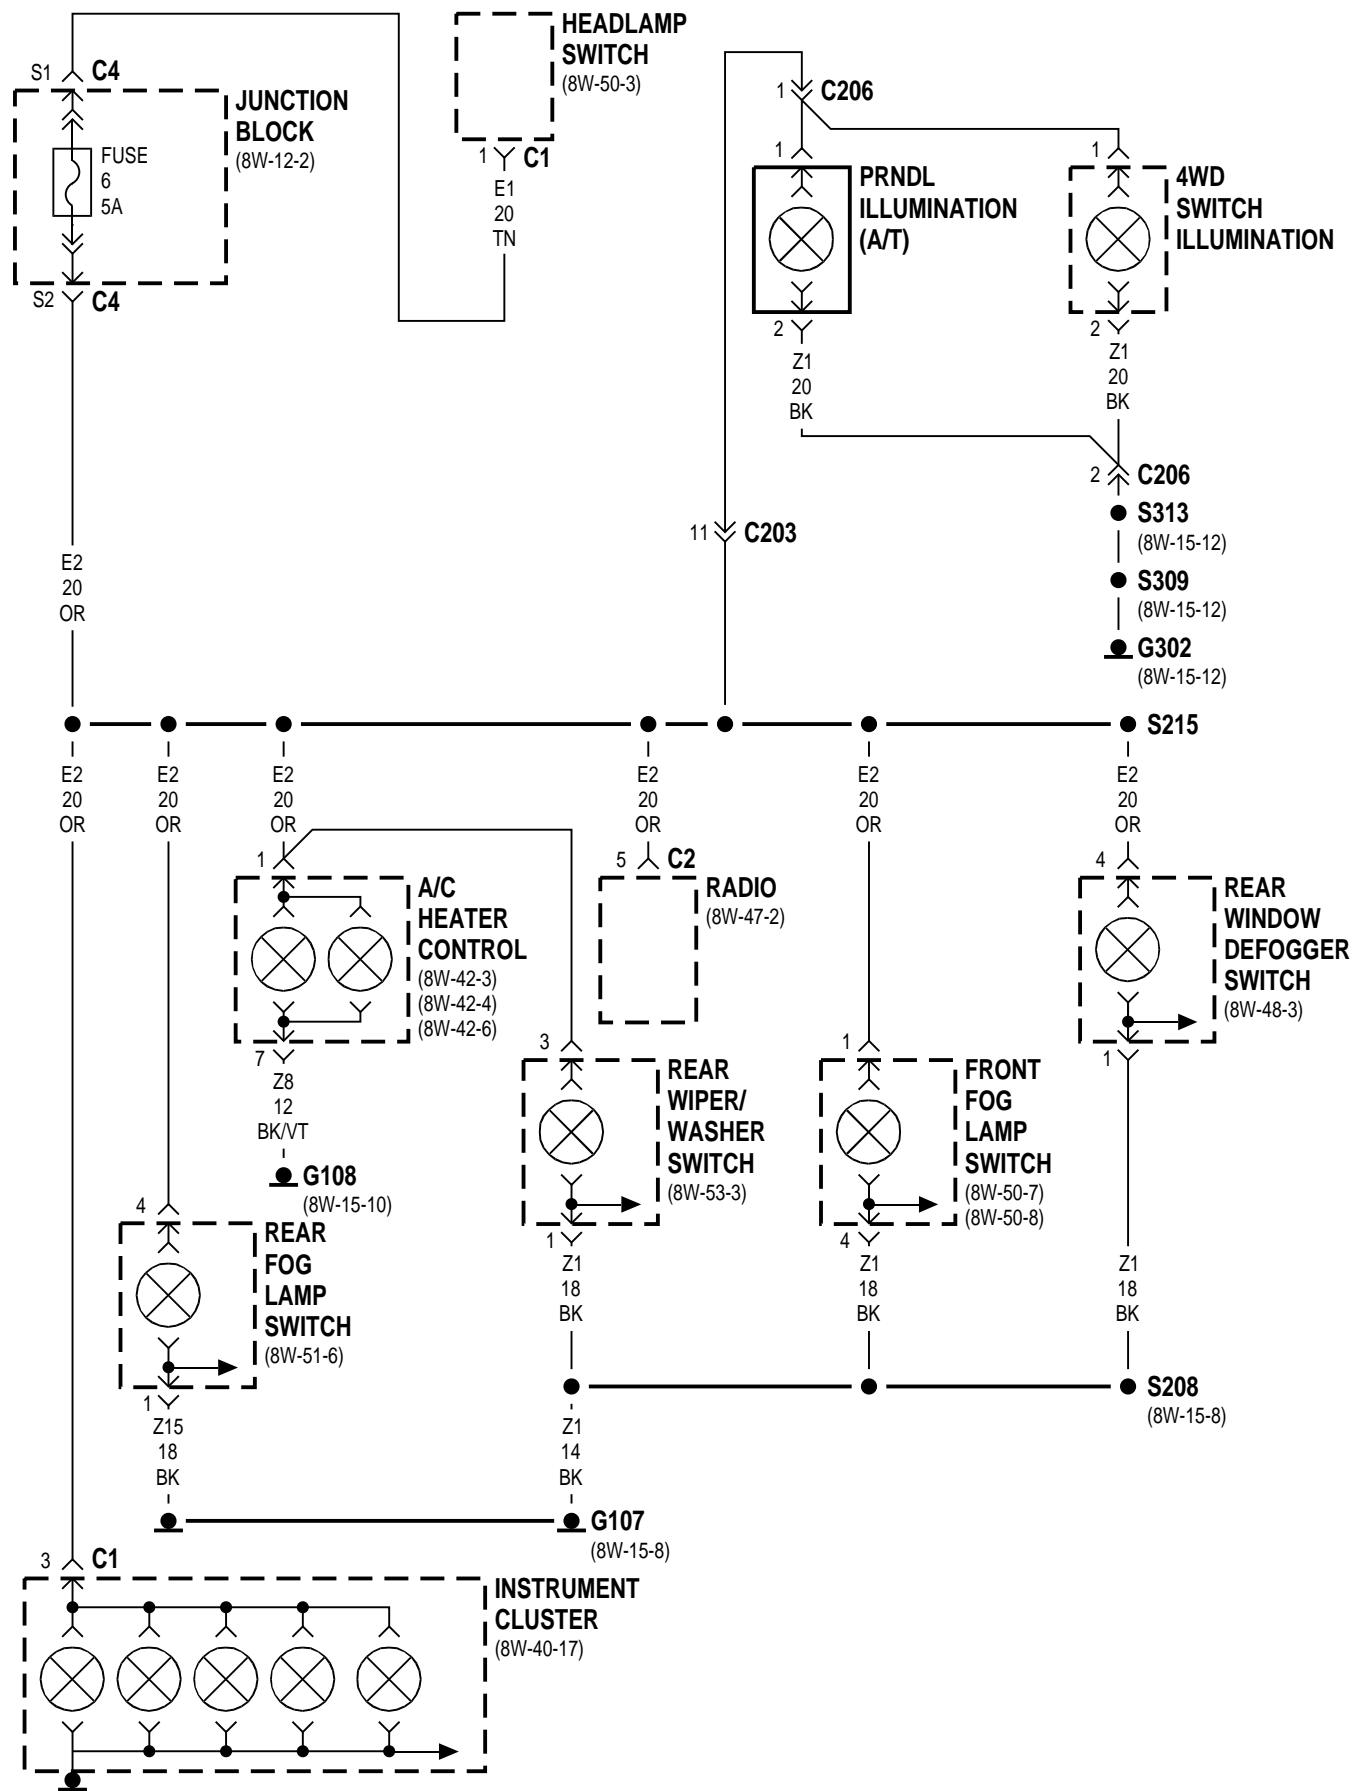 HEADLAMP
SWITCH
(8W-50-3)
S1 C4
JUNCTION
BLOCK
(8W-12-2)
FUSE
6
5A
S2 C4
1 C1
E1
20
TN
1 C206
1
PRNDL
ILLUMINATION
(A/T)
2
Z1
20
BK
1
4WD
SWITCH
ILLUMINATION
2
Z1
20
BK
2 C206
S313
(8W-15-12)
S309
(8W-15-12)
G302
(8W-15-12)
11 C203
E2
20
OR
S215
E2
20
OR
E2
20
OR
E2
20
OR
E2
20
OR
E2
20
OR
E2
20
OR
1
A/C
HEATER
CONTROL
(8W-42-3)
(8W-42-4)
(8W-42-6)
7
Z8
12
BK/VT
G108
(8W-15-10)
5 C2
RADIO
(8W-47-2)
4
REAR
WINDOW
DEFOGGER
SWITCH
(8W-48-3)
1
Z1
18
BK
3
REAR
WIPER/
WASHER
SWITCH
(8W-53-3)
1
Z1
18
BK
1
FRONT
FOG
LAMP
SWITCH
(8W-50-7)
(8W-50-8)
4
Z1
18
BK
4
REAR
FOG
LAMP
SWITCH
(8W-51-6)
1
Z15
18
BK
S208
(8W-15-8)
Z1
14
BK
G107
(8W-15-8)
3 C1
INSTRUMENT
CLUSTER
(8W-40-17)